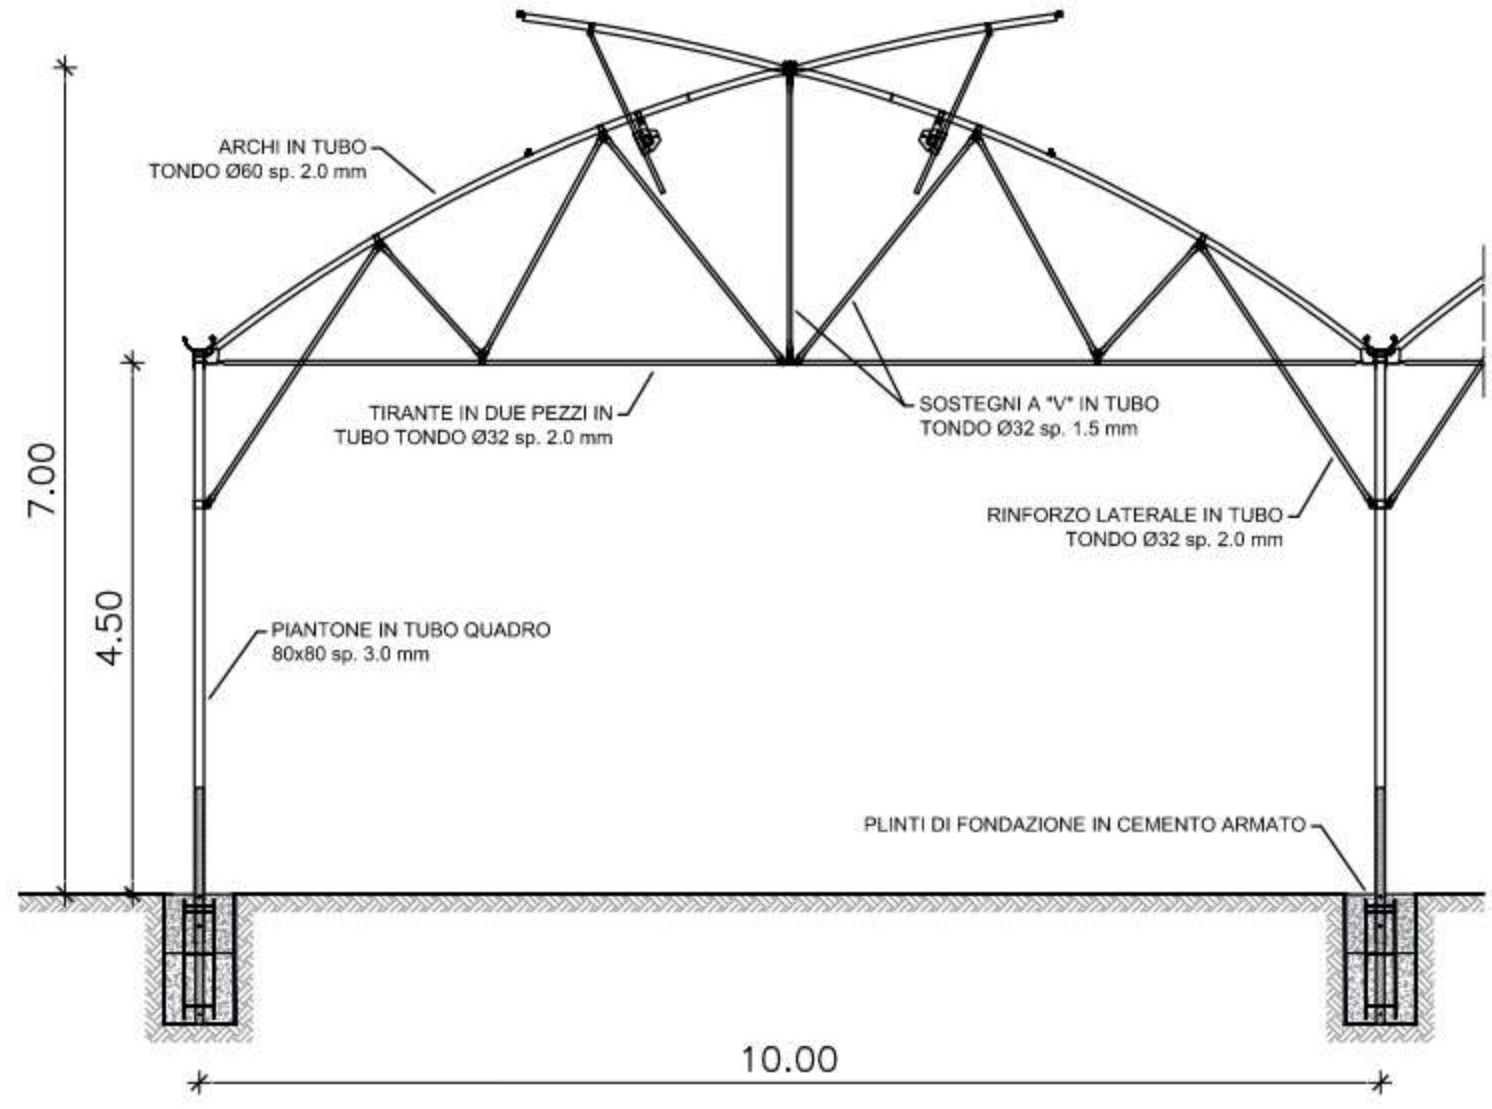 ARCHI IN TUBO
TONDO Ø60 sp. 2.0 mm
TIRANTE IN DUE PEZZI IN
TUBO TONDO Ø32 sp. 2.0 mm
SOSTEGNI A "V" IN TUBO
TONDO Ø32 sp. 1.5 mm
7.00
RINFORZO LATERALE IN TUBO
TONDO Ø32 sp. 2.0 mm
4.50
PIANTONE IN TUBO QUADRO
80x80 sp. 3.0 mm
PLINTI DI FONDAZIONE IN CEMENTO ARMATO
10.00